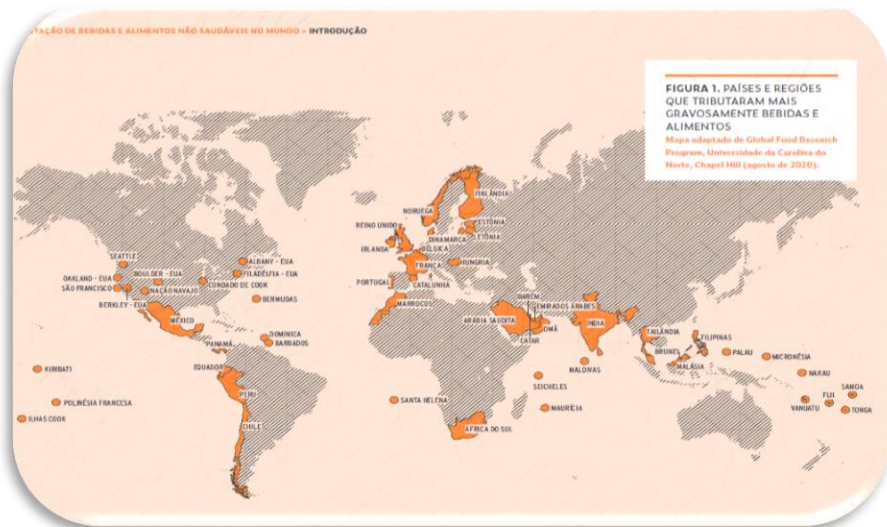 TAÇÃO DE BEBIDAS E ALIMENTOS NÃO SAUDÁVEIS NO MUNDO > INTRODUÇÃO
FIGURA 1. PAÍSES E REGIÕES
QUE TRIBUTARAM MAIS
GRAVOSAMENTE BEBIDAS E
ALIMENTOS
Mapa adaptado de Global Food Research
Program, Universidade da Carolina do
Norte, Chapel Hill (agosto de 2020).
FINLÂNDIA
NORUEGA
ESTÔNIA
REINO UNIDO
DINAMARCA
LETÔNIA
IRLANDA
BÉLGICA
FRANÇA
HUNGRIA
PORTUGAL
CATALUNHA
MARROCOS
SEATTLE
ALBANY - EUA
OAKLAND - EUA
BOULDER - EUA
FILADÉLFIA - EUA
SÃO FRANCISCO
NAÇÃO NAVAJO
CONDADO DE COOK
BERKLEY - EUA
BERMUDAS
MÉXICO
DOMINICA
BARBADOS
PANAMÁ
EQUADOR
PERU
CHILE
KIRIBATI
POLINÉSIA FRANCESA
ILHAS COOK
BAREM
EMIRADOS ÁRABES
ARÁBIA SAUDITA
OMÃ
CATAR
ÍNDIA
TAILÂNDIA
FILIPINAS
BRUNEI
MALÁSIA
PALAU
MICRONÉSIA
MALDIVAS
SEICHELES
NAURU
SAMOA
FIJI
VANUATU
TONGA
SANTA HELENA
MAURÍCIA
ÁFRICA DO SUL